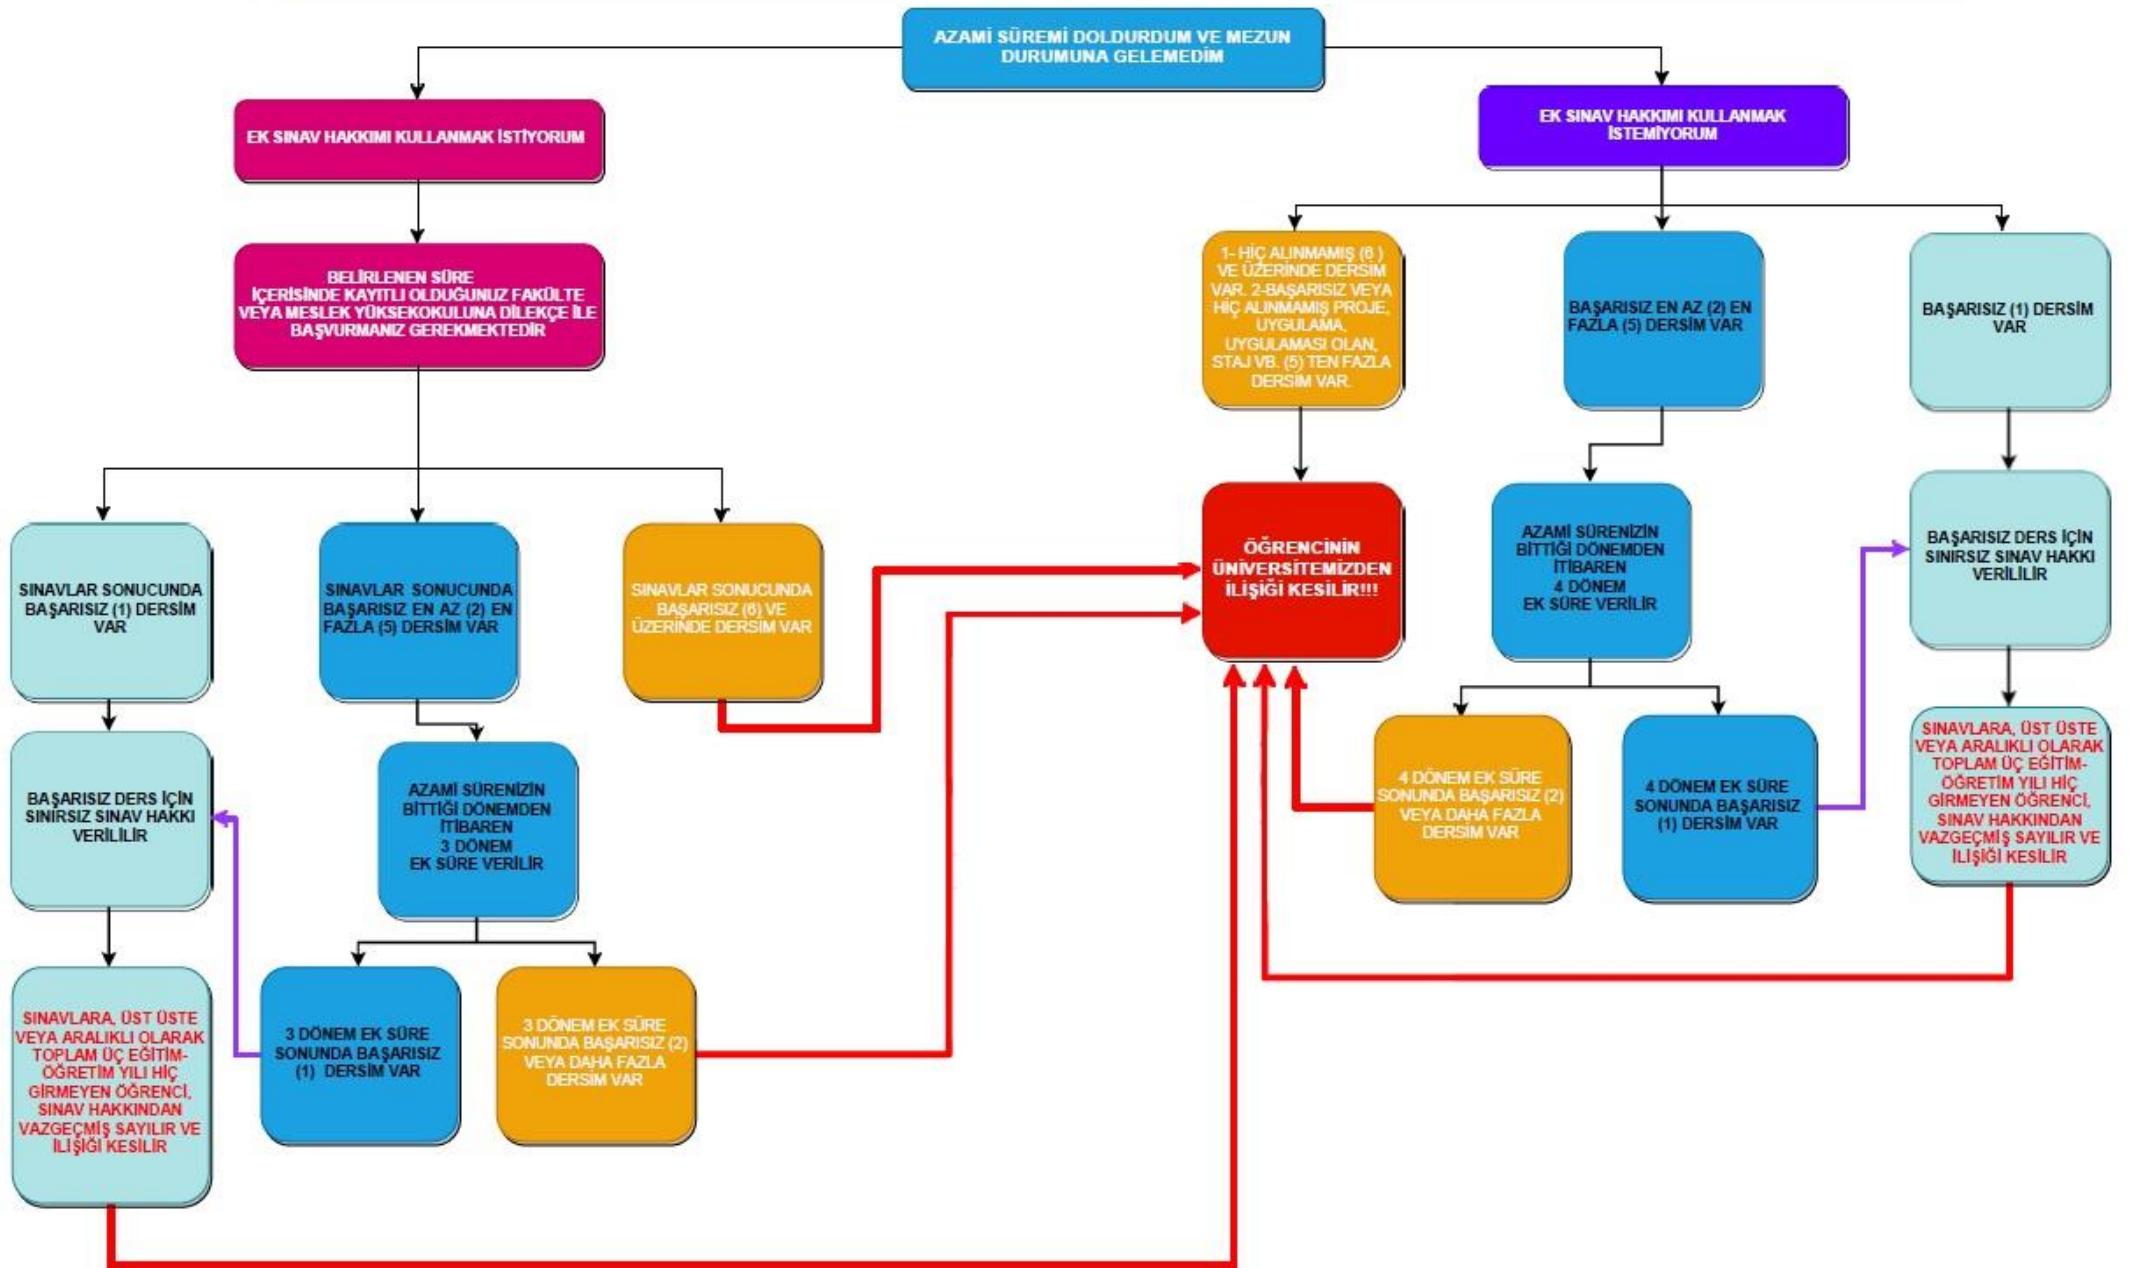 AZAMİ SÜREMİ DOLDURDUM VE MEZUN
DURUMUNA GELEMEDİM
EK SINAV HAKKIMI KULLANMAK İSTİYORUM
EK SINAV HAKKIMI KULLANMAK
İSTEMİYORUM
BELİRLENEN SÜRE
İÇERİSİNDE KAYITLI OLDUĞUNUZ FAKÜLTE
VEYA MESLEK YÜKSEKOKULUNA DİLEKÇE İLE
BAŞVURMANIZ GEREKMEKTEDİR
1- HİÇ ALINMAMIŞ (6 )
VE ÜZERİNDE DERSİM
VAR. 2-BAŞARISIZ VEYA
HİÇ ALINMAMIŞ PROJE,
UYGULAMA,
UYGULAMASI OLAN,
STAJ VB. (5) TEN FAZLA
DERSİM VAR.
BAŞARISIZ EN AZ (2) EN
FAZLA (5) DERSİM VAR
BAŞARISIZ (1) DERSİM
VAR
SINAVLAR SONUCUNDA
BAŞARISIZ (1) DERSİM
VAR
SINAVLAR SONUCUNDA
BAŞARISIZ EN AZ (2) EN
FAZLA (5) DERSİM VAR
SINAVLAR SONUCUNDA
BAŞARISIZ (6) VE
ÜZERİNDE DERSİM VAR
ÖĞRENCİNİN
ÜNİVERSİTEMİZDEN
İLİŞİĞİ KESİLİR!!!
AZAMİ SÜRENİZİN
BİTTİĞİ DÖNEMDEN
İTİBAREN
4 DÖNEM
EK SÜRE VERİLİR
BAŞARISIZ DERS İÇİN
SINIRSIZ SINAV HAKKI
VERİLİLİR
BAŞARISIZ DERS İÇİN
SINIRSIZ SINAV HAKKI
VERİLİLİR
AZAMİ SÜRENİZİN
BİTTİĞİ DÖNEMDEN
İTİBAREN
3 DÖNEM
EK SÜRE VERİLİR
4 DÖNEM EK SÜRE
SONUNDA BAŞARISIZ (2)
VEYA DAHA FAZLA
DERSİM VAR
4 DÖNEM EK SÜRE
SONUNDA BAŞARISIZ
(1) DERSİM VAR
SINAVLARA, ÜST ÜSTE
VEYA ARALIKLI OLARAK
TOPLAM ÜÇ EĞİTİM-
ÖĞRETİM YILI HİÇ
GİRMEYEN ÖĞRENCİ,
SINAV HAKKINDAN
VAZGEÇMİŞ SAYILIR VE
İLİŞİĞİ KESİLİR
SINAVLARA, ÜST ÜSTE
VEYA ARALIKLI OLARAK
TOPLAM ÜÇ EĞİTİM-
ÖĞRETİM YILI HİÇ
GİRMEYEN ÖĞRENCİ,
SINAV HAKKINDAN
VAZGEÇMİŞ SAYILIR VE
İLİŞİĞİ KESİLİR
3 DÖNEM EK SÜRE
SONUNDA BAŞARISIZ
(1) DERSİM VAR
3 DÖNEM EK SÜRE
SONUNDA BAŞARISIZ (2)
VEYA DAHA FAZLA
DERSİM VAR